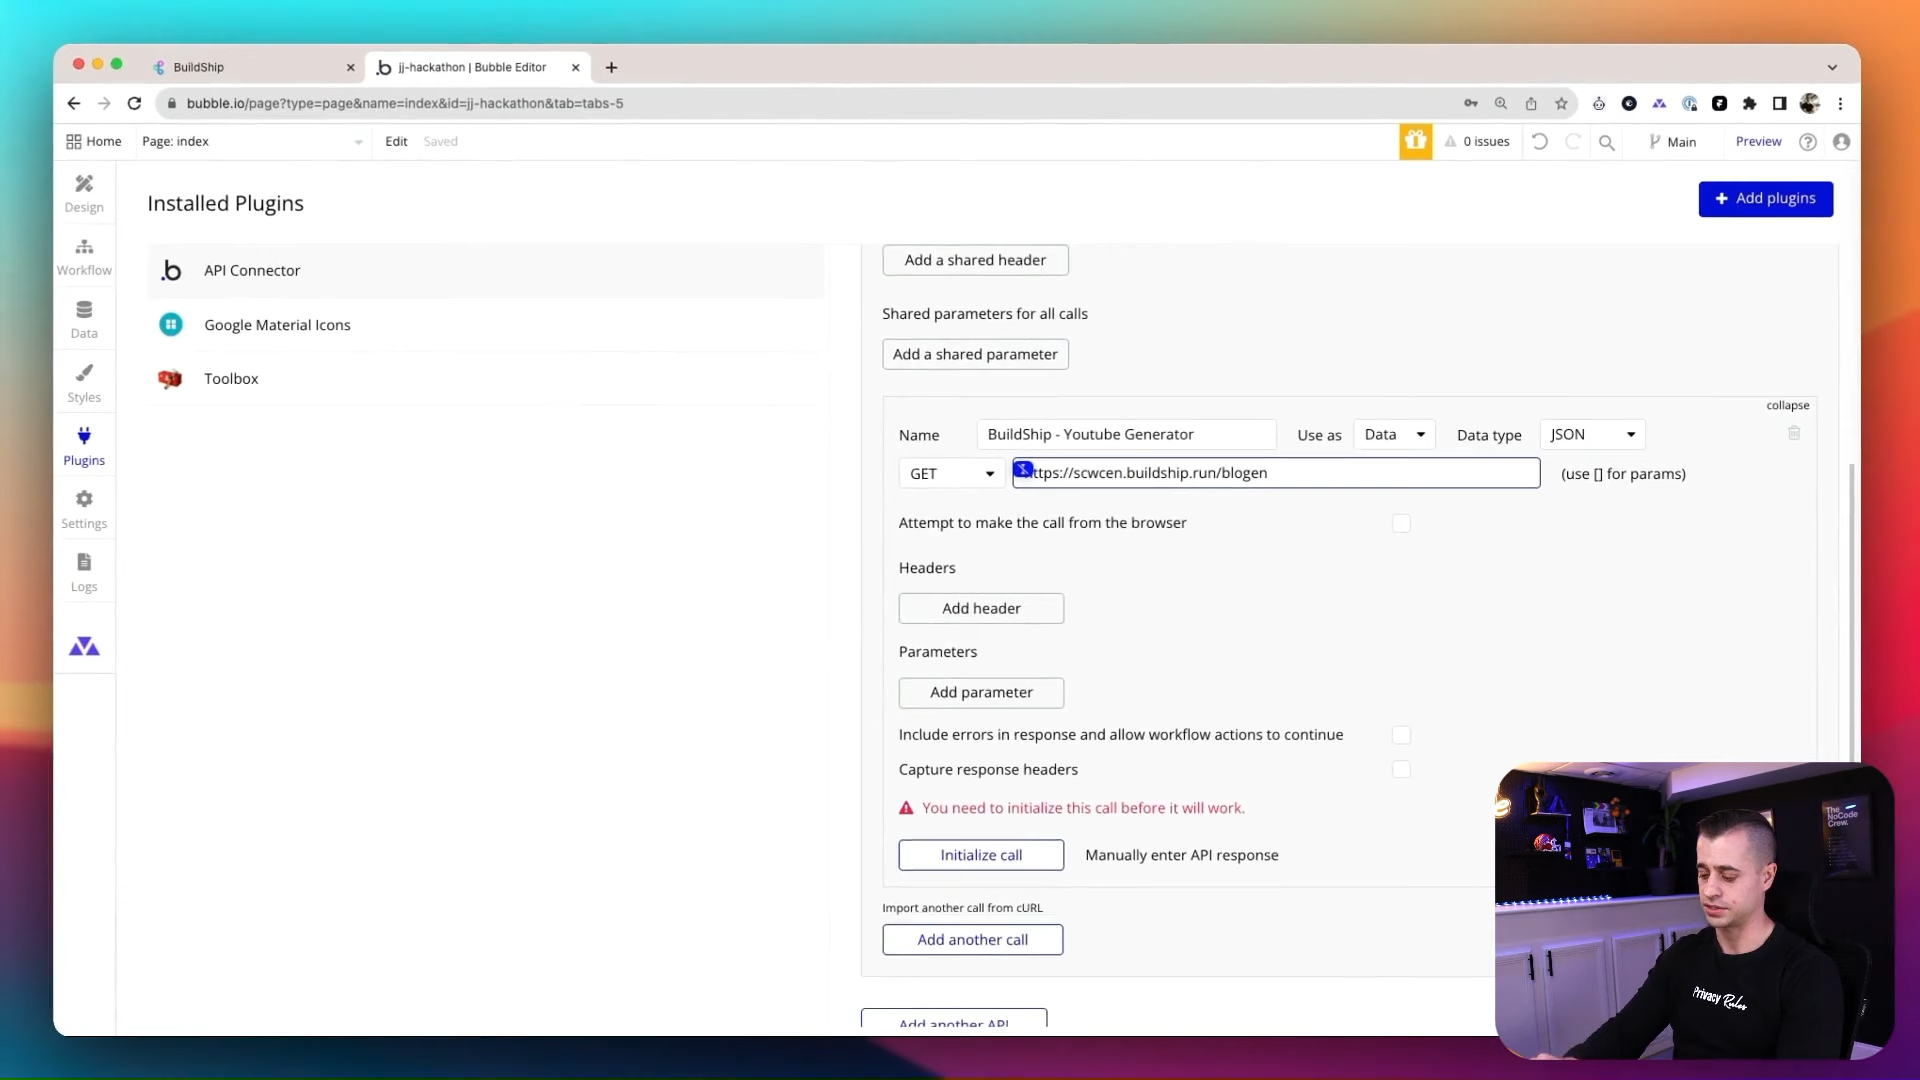 BuildShip
jj-hackathon | Bubble Editor
bubble.io/page?type=page&name=index&id=jj-hackathon&tab=tabs-5
Home
Page: index
Edit
Saved
0 issues
Main
Preview
Design
Workflow
Data
Styles
Plugins
Settings
Logs
Installed Plugins
+ Add plugins
API Connector
Google Material Icons
Toolbox
Add a shared header
Shared parameters for all calls
Add a shared parameter
collapse
Name
BuildShip - Youtube Generator
Use as
Data
Data type
JSON
GET
ttps://scwcen.buildship.run/blogen
(use [] for params)
Attempt to make the call from the browser
Headers
Add header
Parameters
Add parameter
Include errors in response and allow workflow actions to continue
Capture response headers
You need to initialize this call before it will work.
Initialize call
Manually enter API response
Import another call from cURL
Add another call
Add another API
The
NoCode
Crew.
Privacy Rules